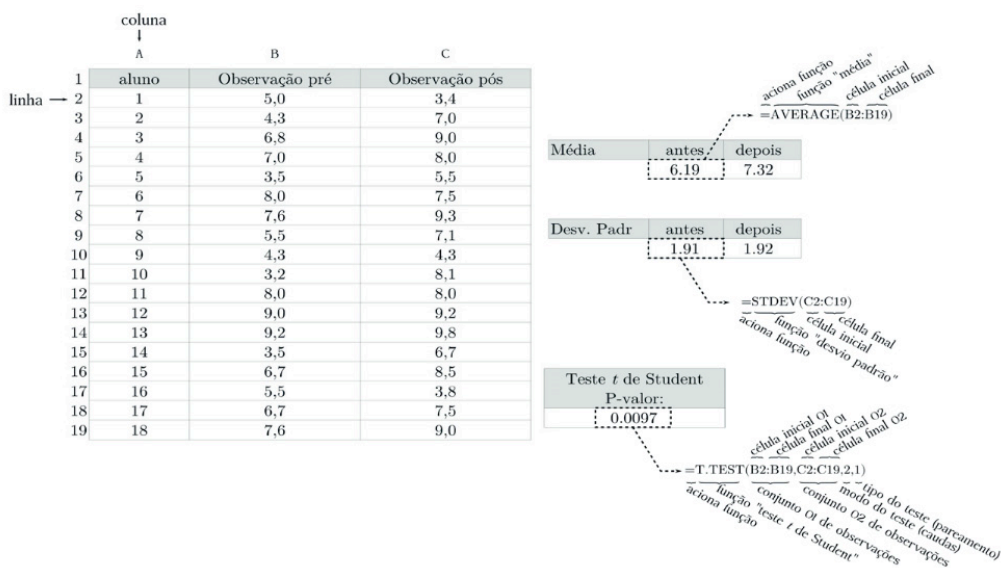 coluna
A B C
1 aluno Observação pré Observação pós
linha 2 1 5,0 3,4
3 2 4,3 7,0
4 3 6,8 9,0
5 4 7,0 8,0
6 5 3,5 5,5
7 6 8,0 7,5
8 7 7,6 9,3
9 8 5,5 7,1
10 9 4,3 4,3
11 10 3,2 8,1
12 11 8,0 8,0
13 12 9,0 9,2
14 13 9,2 9,8
15 14 3,5 6,7
16 15 6,7 8,5
17 16 5,5 3,8
18 17 6,7 7,5
19 18 7,6 9,0
aciona função
função "média"
célula inicial
célula final
=AVERAGE(B2:B19)
Média antes depois
6.19 7.32
Desv. Padr antes depois
1.91 1.92
=STDEV(C2:C19)
aciona função
função "desvio padrão"
célula inicial
célula final
Teste t de Student
P-valor:
0.0097
célula inicial 01
célula final 01
célula inicial 02
célula final 02
=T.TEST(B2:B19,C2:C19,2,1)
aciona função
função "teste t de Student"
conjunto 01 de observações
conjunto 02 de observações
modo do teste (caudas)
tipo do teste (pareamento)